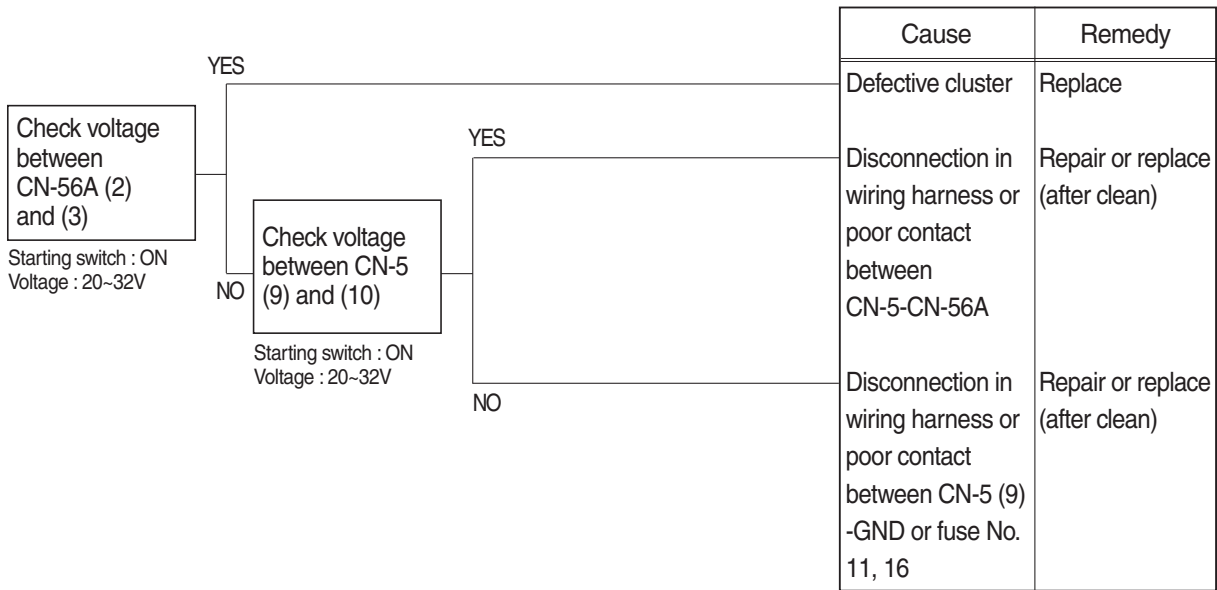 Cause
Remedy
YES
Defective cluster
Replace
Check voltage
between
CN-56A (2)
and (3)
Starting switch : ON
Voltage : 20~32V
YES
Disconnection in
wiring harness or
poor contact
between
CN-5-CN-56A
Repair or replace
(after clean)
NO
Check voltage
between CN-5
(9) and (10)
Starting switch : ON
Voltage : 20~32V
NO
Disconnection in
wiring harness or
poor contact
between CN-5 (9)
-GND or fuse No.
11, 16
Repair or replace
(after clean)